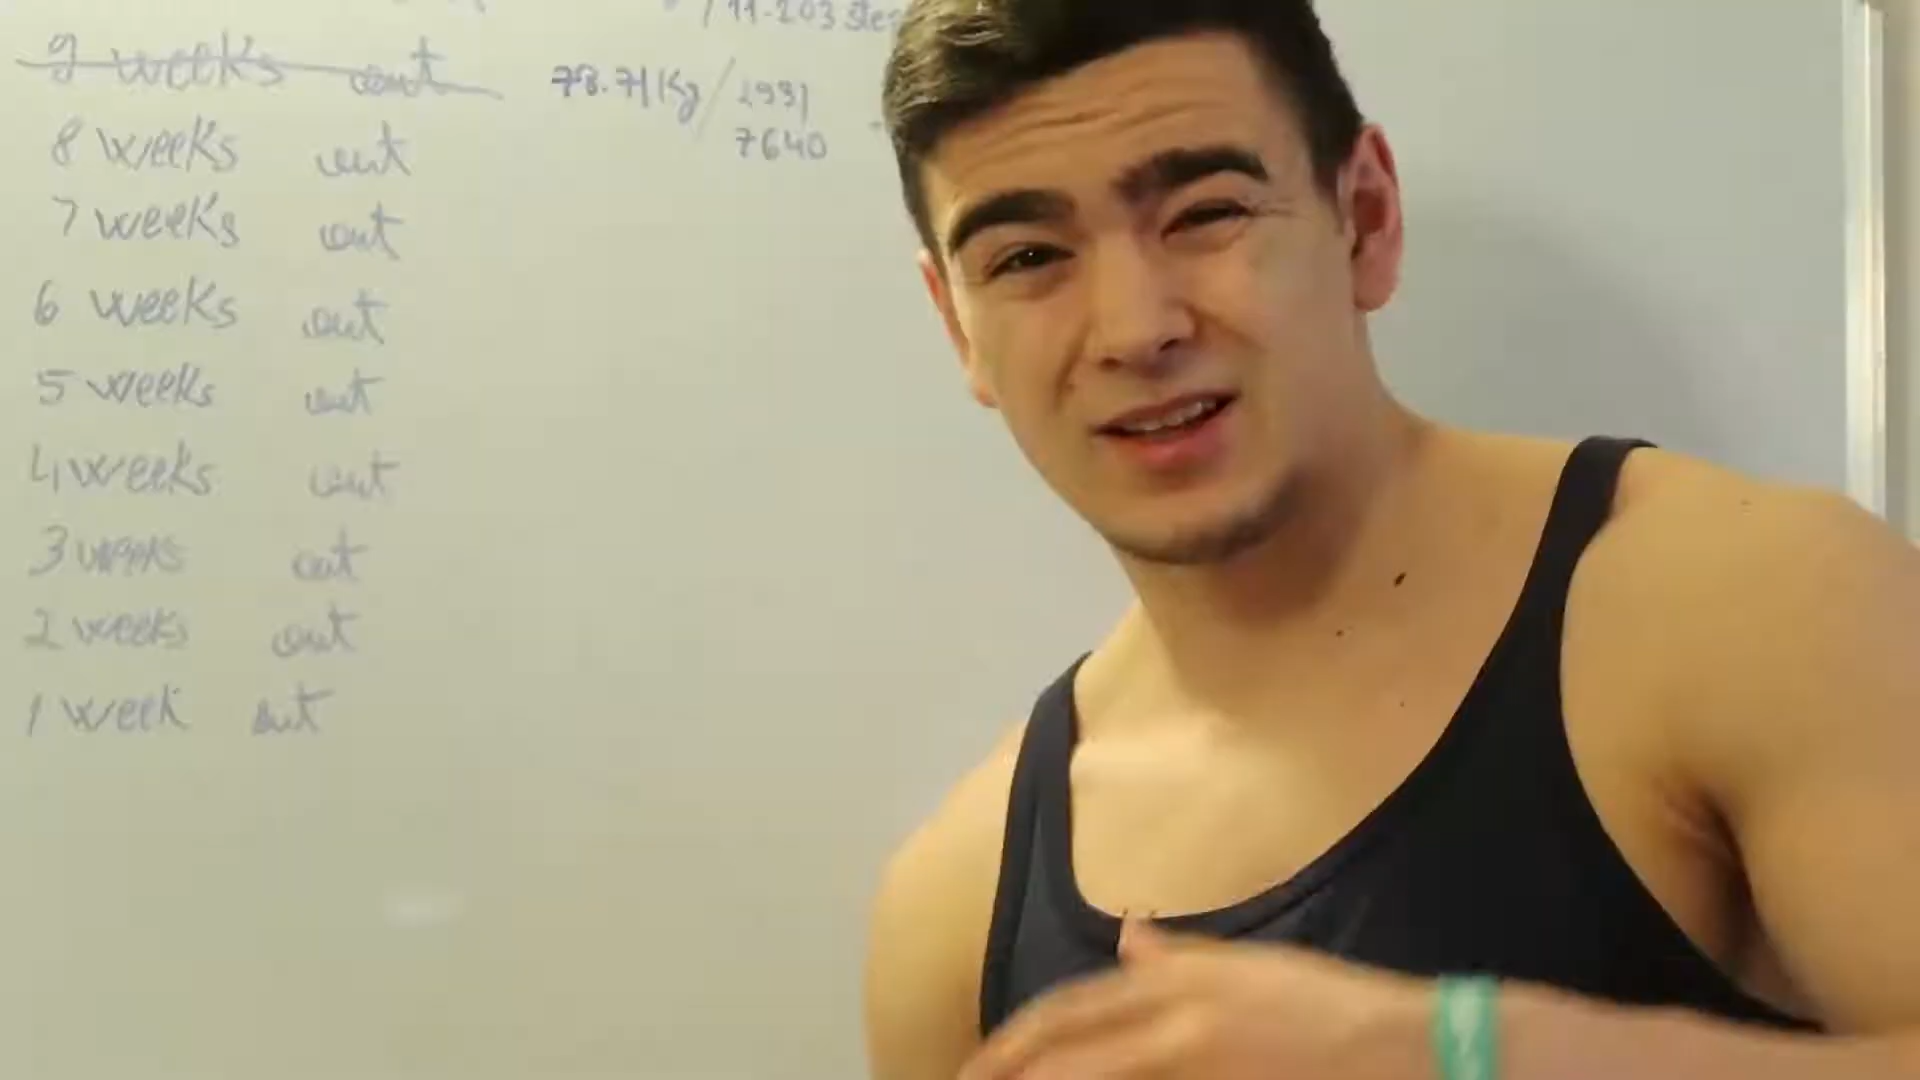 9 weeks out 78.71Kg / 2931
7640
8 weeks out
7 weeks out
6 weeks out
5 weeks out
4 weeks out
3 weeks out
2 weeks out
1 week out